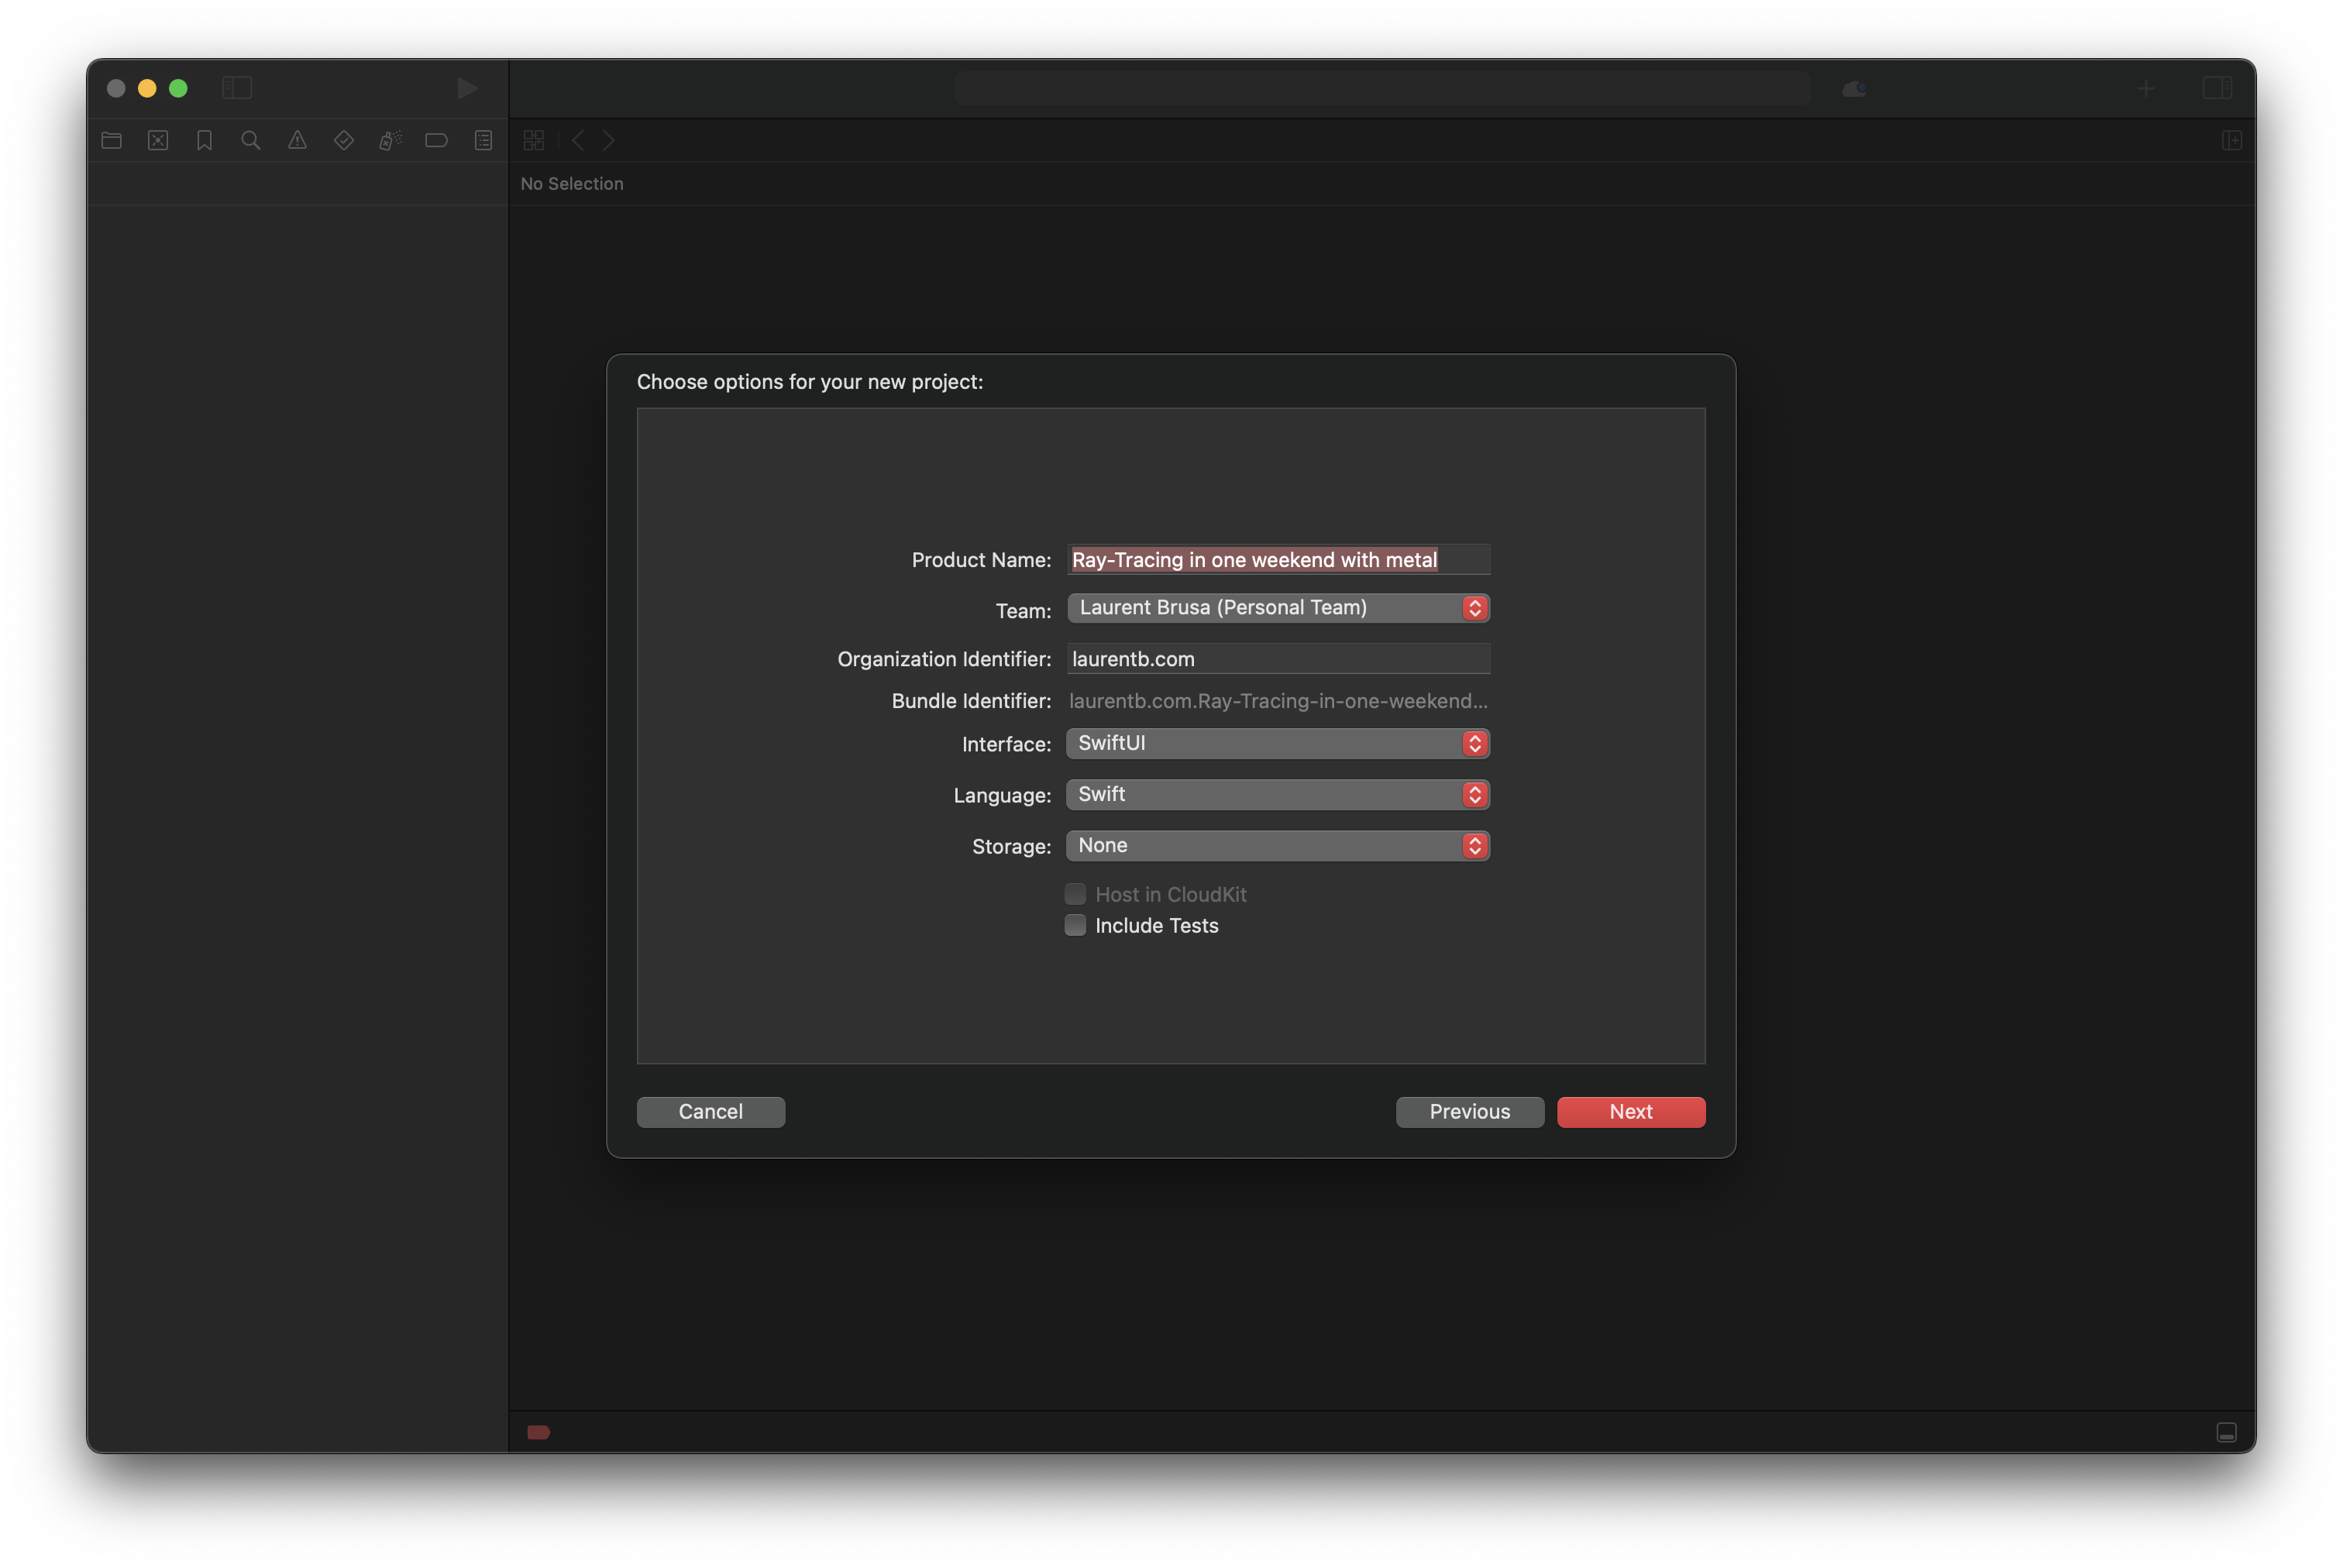 No Selection
Choose options for your new project:
Product Name: Ray-Tracing in one weekend with metal
Team: Laurent Brusa (Personal Team)
Organization Identifier: laurentb.com
Bundle Identifier: laurentb.com.Ray-Tracing-in-one-weekend...
Interface: SwiftUI
Language: Swift
Storage: None
Host in CloudKit
Include Tests
Cancel Previous Next